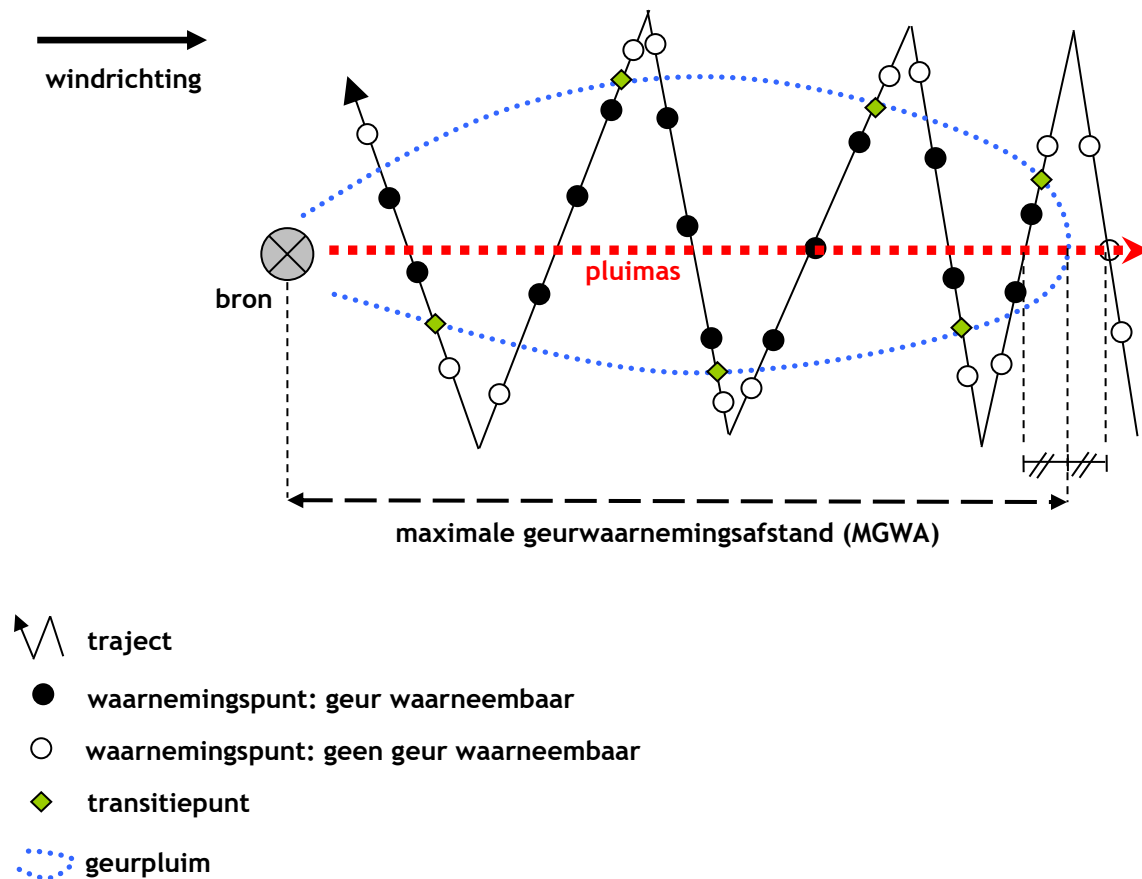 windrichting
pluimas
bron
maximale geurwaarnemingsafstand (MGWA)
traject
waarnemingspunt: geur waarneembaar
waarnemingspunt: geen geur waarneembaar
transitiepunt
geurpluim